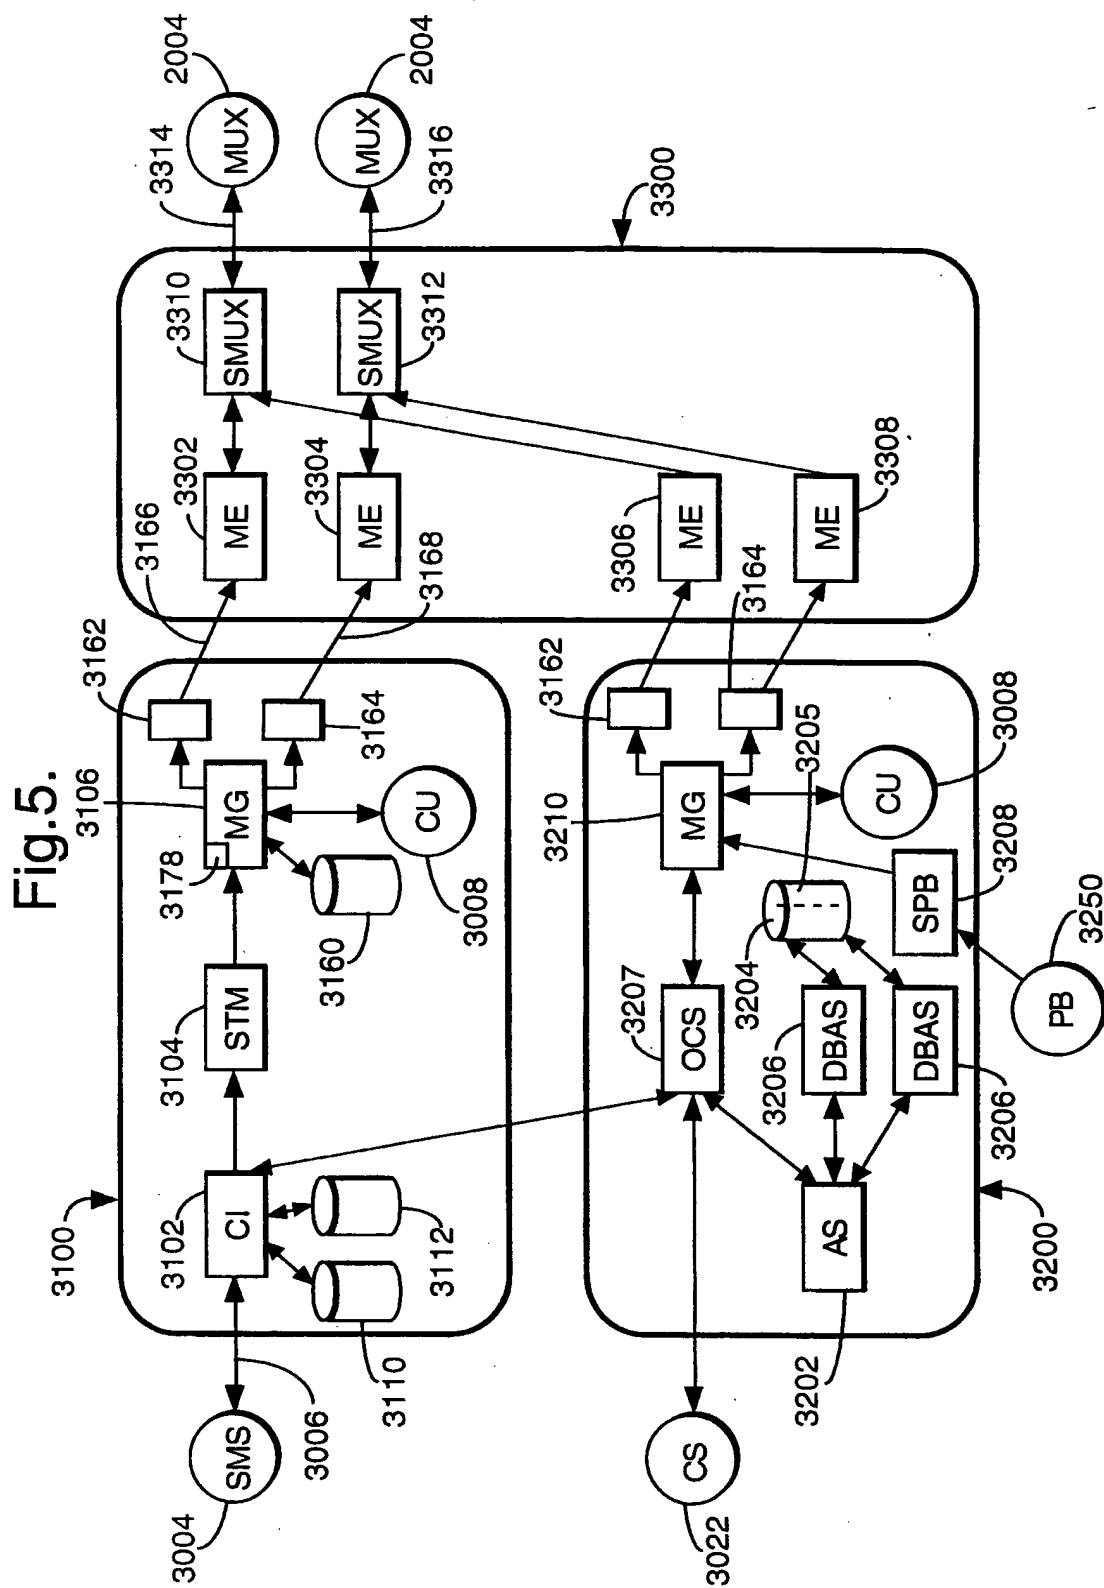 Fig.5.
3100
3102
CI
3104
STM
3106
3178
MG
3162
3166
3302
ME
3310
SMUX
3314
2004
MUX
3004
SMS
3006
3110
3112
3160
3008
CU
3164
3168
3304
ME
3312
SMUX
3316
2004
MUX
3300
3022
CS
3207
OCS
3210
MG
3162
3306
ME
3164
3308
ME
3202
AS
3206
DBAS
3204
3205
3206
DBAS
3208
SPB
3008
CU
3250
PB
3200